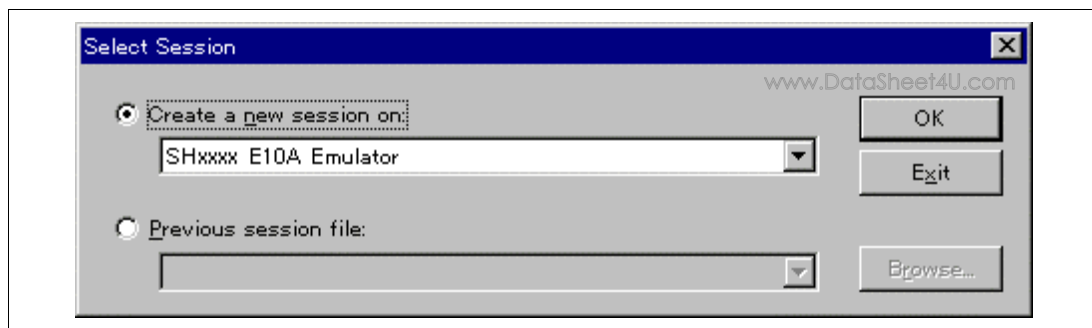 Select Session
www.DataSheet4U.com
Create a new session on:
OK
SHxxxx E10A Emulator
Exit
Previous session file:
Browse...